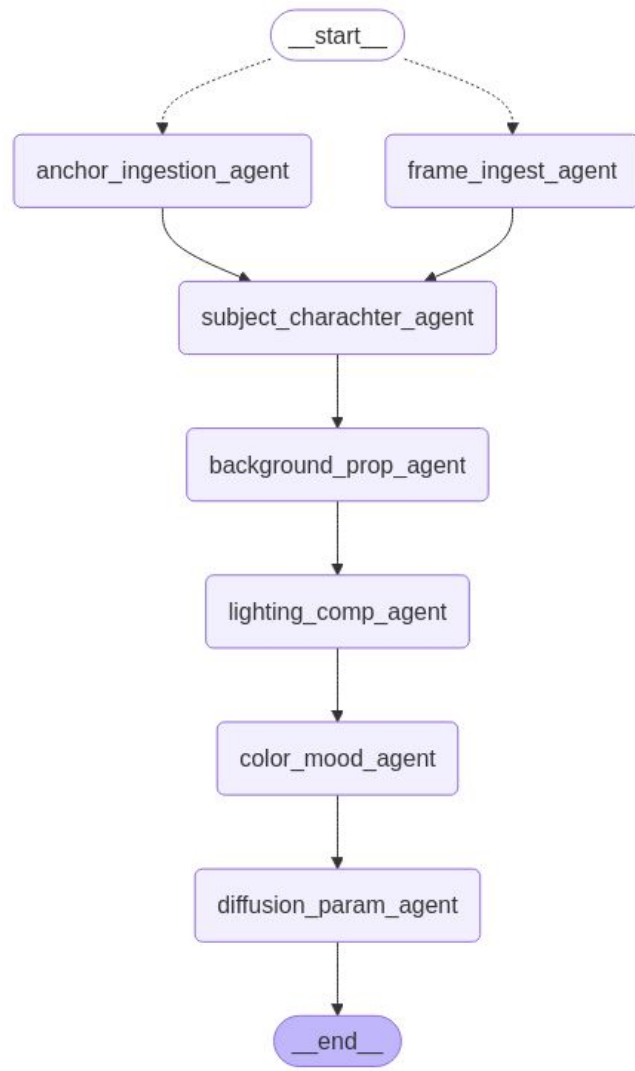 __start__
anchor_ingestion_agent
frame_ingest_agent
subject_charachter_agent
background_prop_agent
lighting_comp_agent
color_mood_agent
diffusion_param_agent
__end__